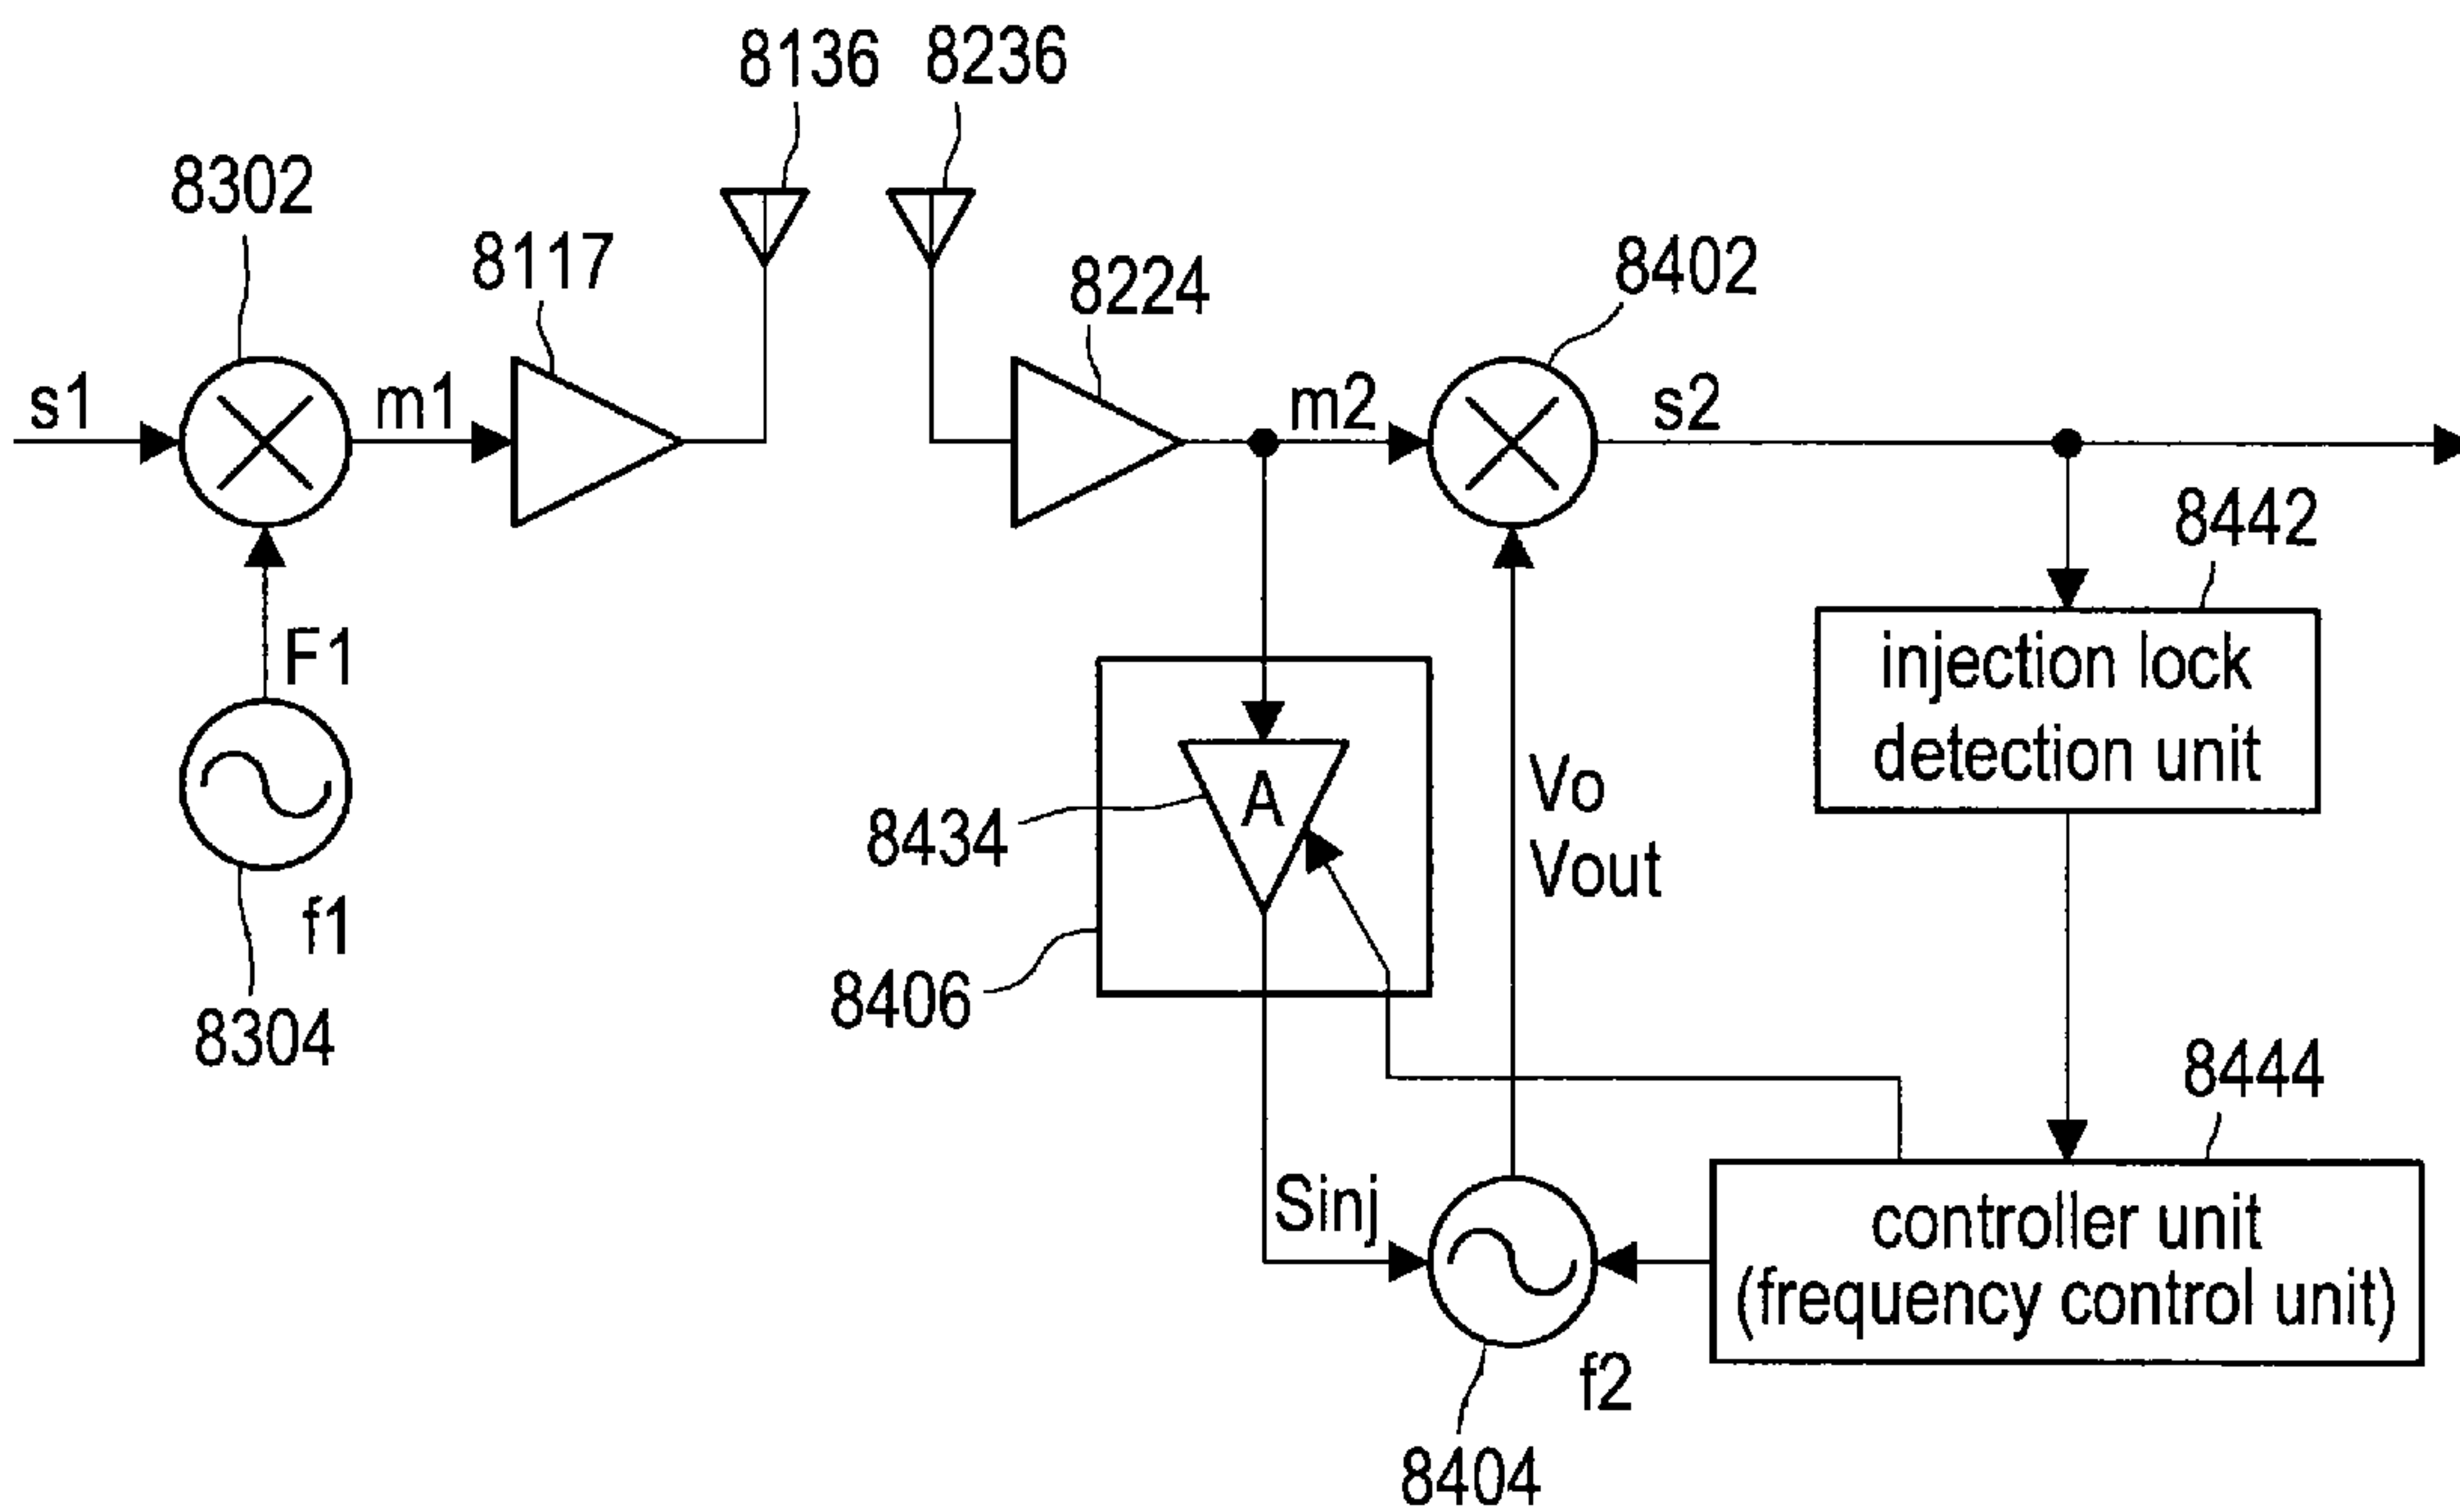 8136
8236
8302
8117
8224
8402
s1
m1
m2
s2
8442
F1
injection lock
detection unit
A
Vo
Vout
8434
f1
8406
8304
8444
Sinj
controller unit
(frequency control unit)
f2
8404